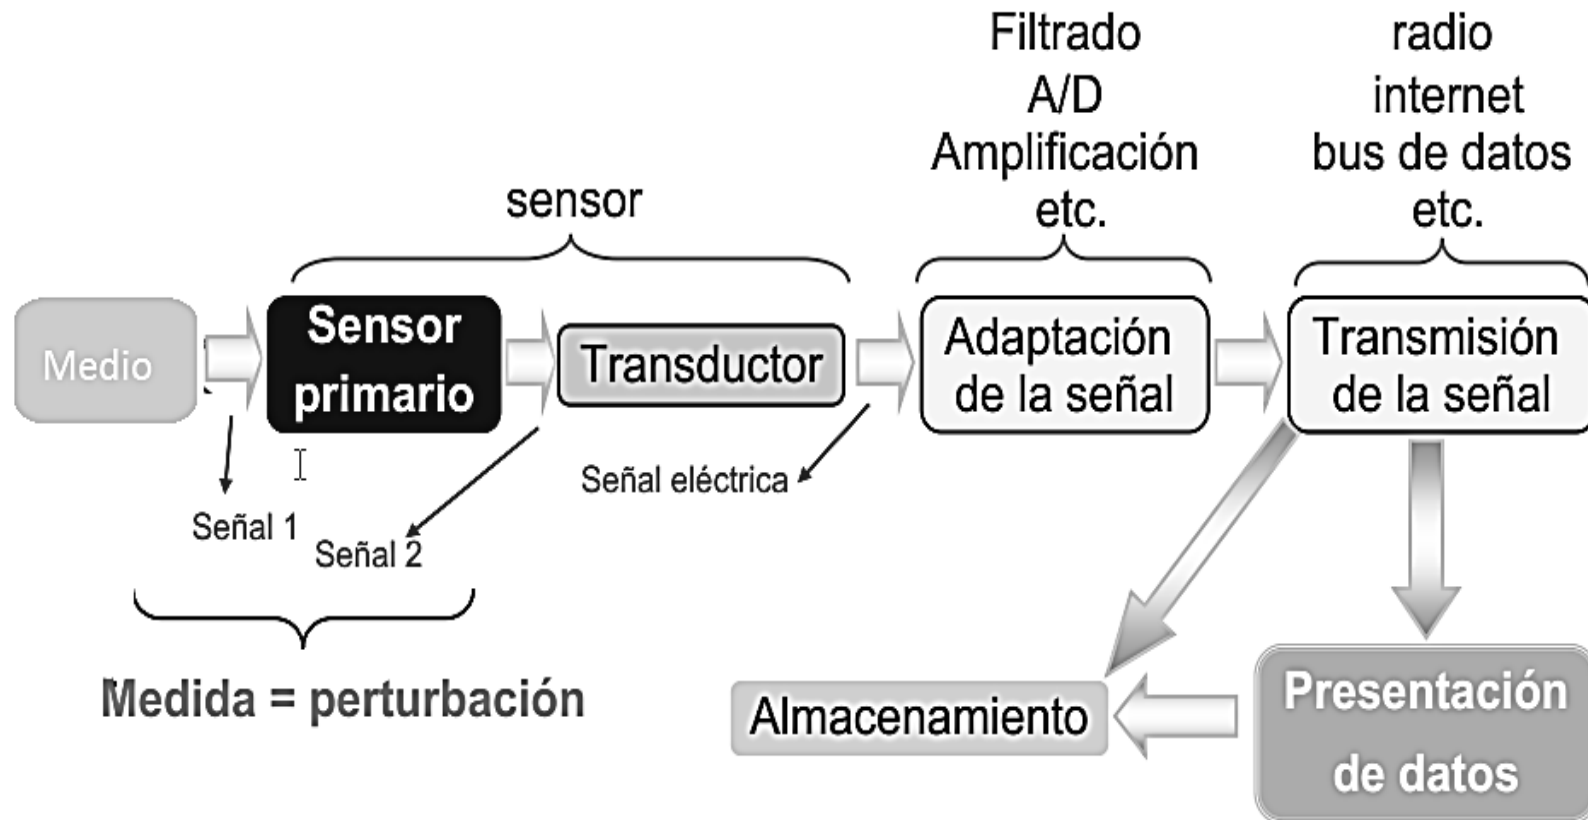 Filtrado
A/D
Amplificación
etc.
radio
internet
bus de datos
etc.
sensor
Medio
Sensor
primario
Transductor
Adaptación
de la señal
Transmisión
de la señal
Señal 1
Señal 2
Señal eléctrica
Medida = perturbación
Almacenamiento
Presentación
de datos